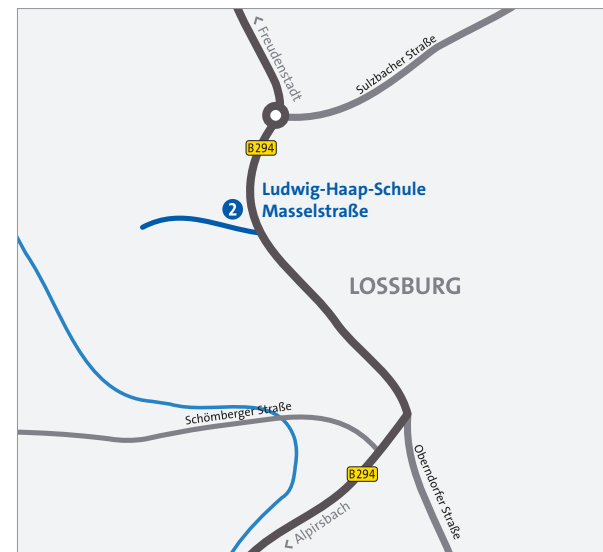 ‹ Freudenstadt
Sulzbacher Straße
B294
Ludwig-Haap-Schule
2 Masselstraße
LOSSBURG
Schömberger Straße
Oberndorfer Straße
B294
‹ Alpirsbach